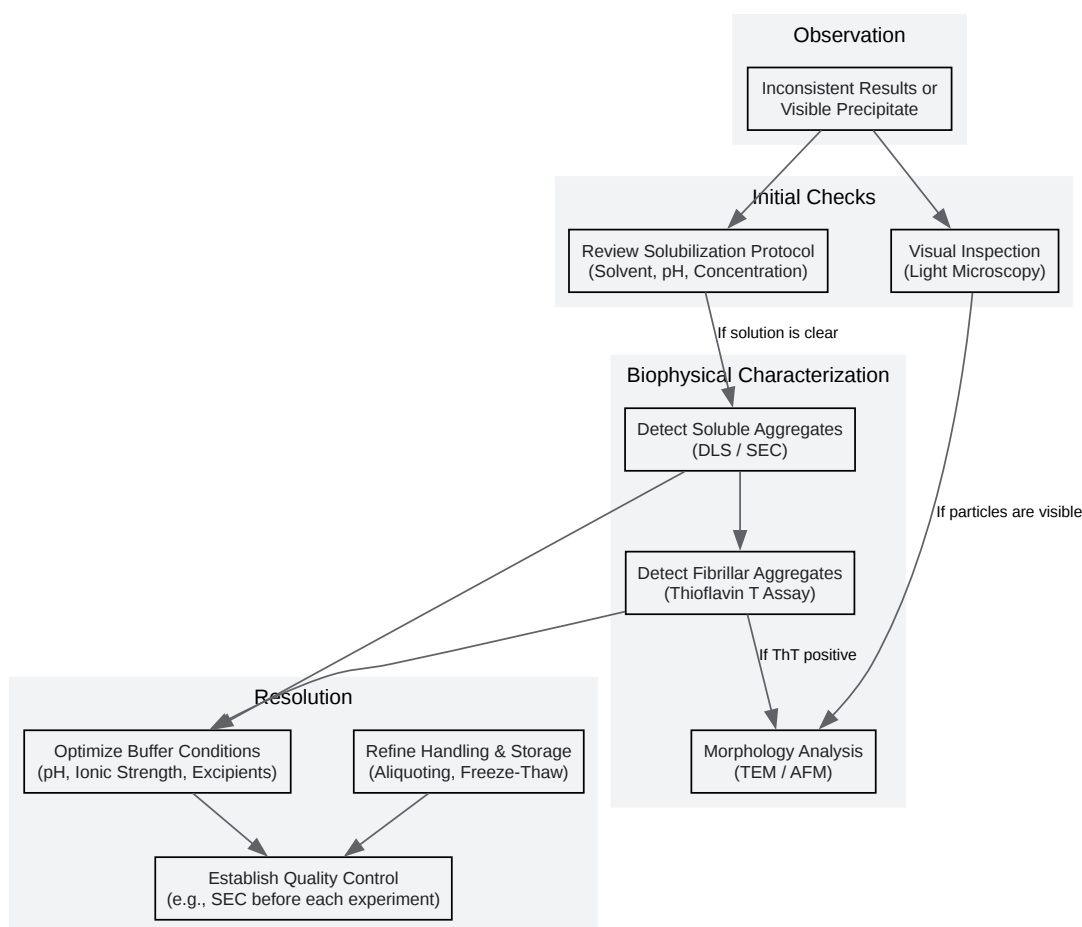 Observation
Inconsistent Results or
Visible Precipitate
Initial Checks
Review Solubilization Protocol
(Solvent, pH, Concentration)
Visual Inspection
(Light Microscopy)
If solution is clear
Biophysical Characterization
Detect Soluble Aggregates
(DLS / SEC)
If particles are visible
Detect Fibrillar Aggregates
(Thioflavin T Assay)
If ThT positive
Resolution
Optimize Buffer Conditions
(pH, Ionic Strength, Excipients)
Refine Handling & Storage
(Aliquoting, Freeze-Thaw)
Morphology Analysis
(TEM / AFM)
Establish Quality Control
(e.g., SEC before each experiment)